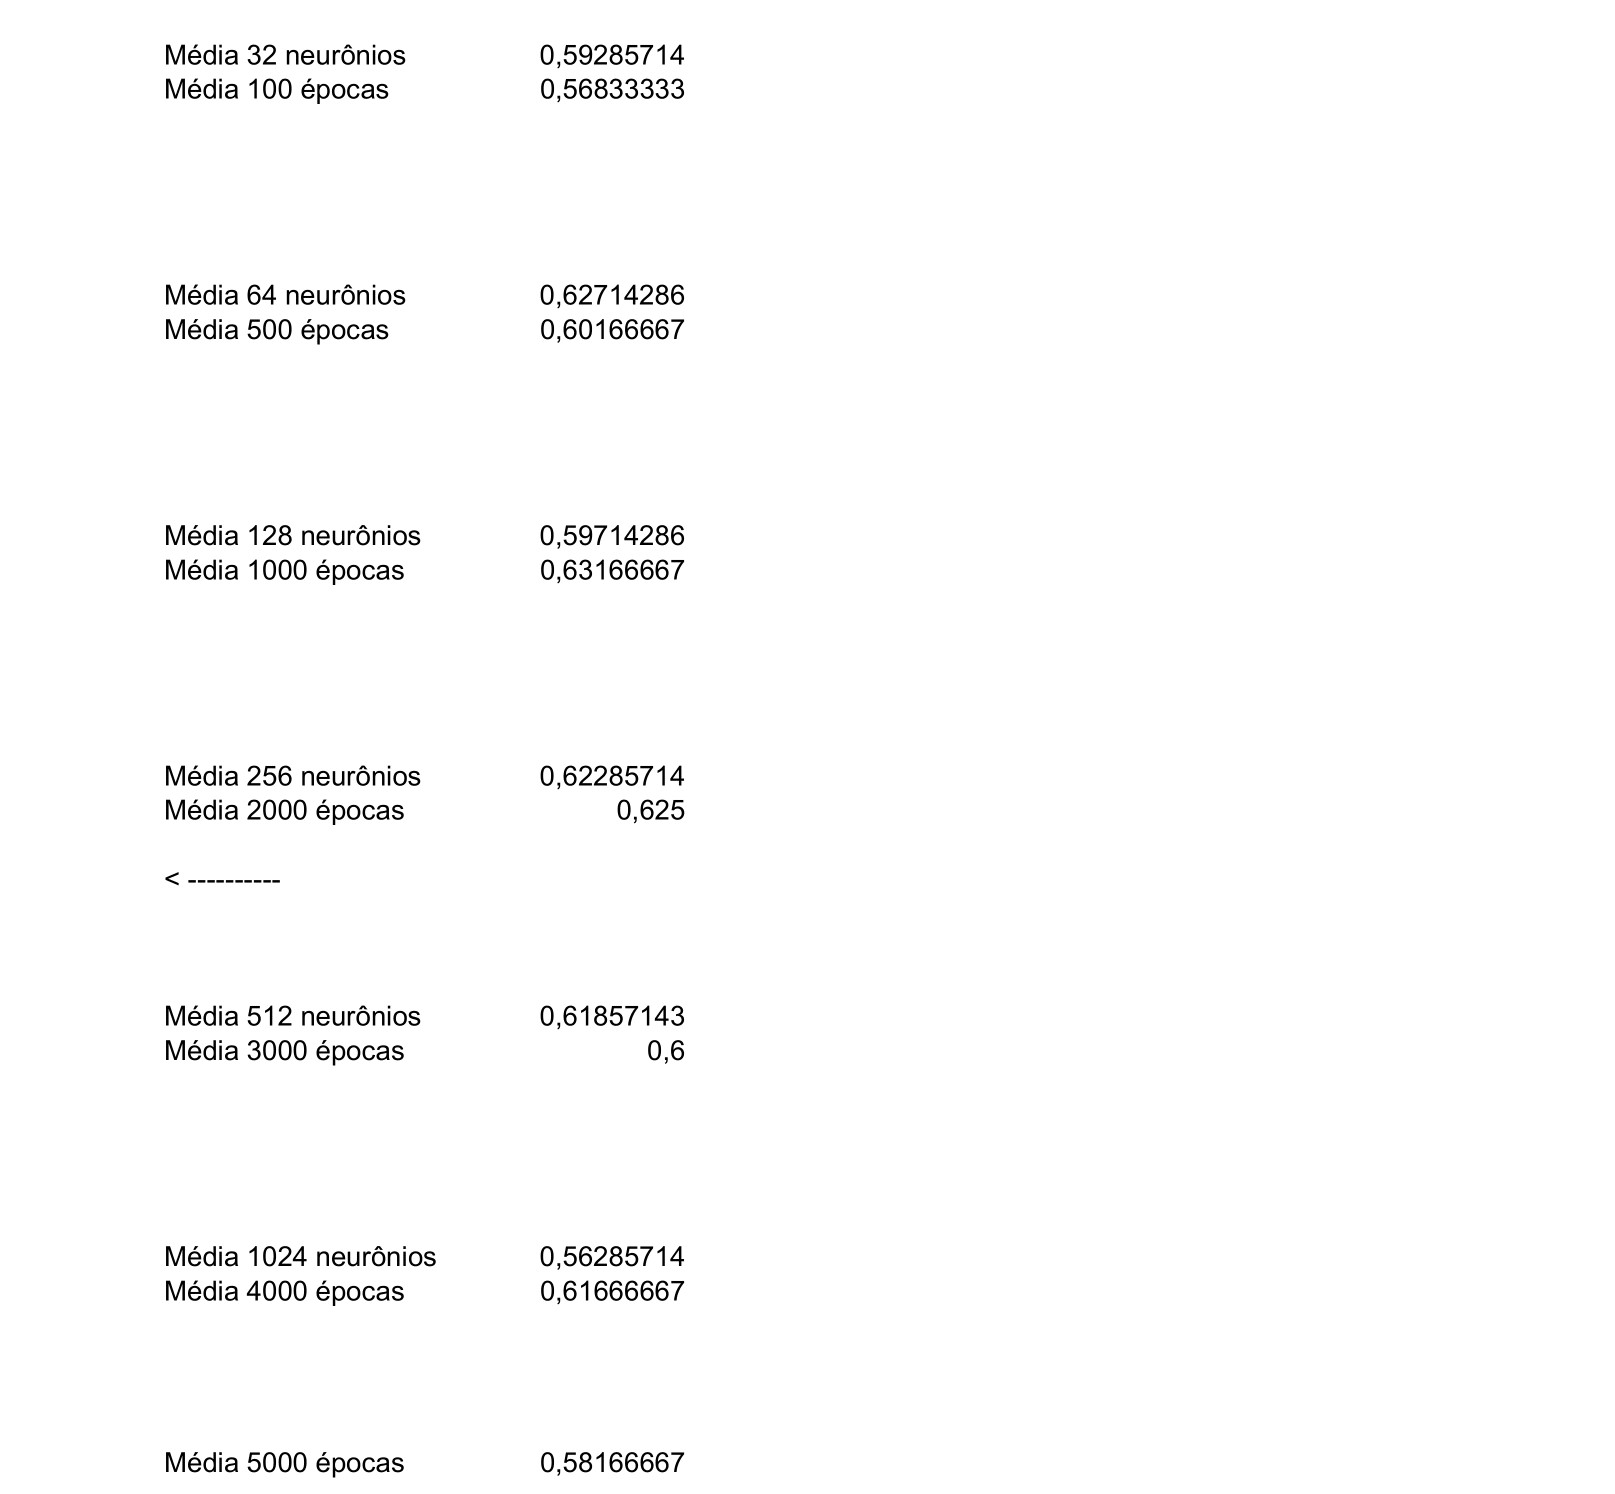 Média 32 neurônios 0,59285714
Média 100 épocas 0,56833333
Média 64 neurônios 0,62714286
Média 500 épocas 0,60166667
Média 128 neurônios 0,59714286
Média 1000 épocas 0,63166667
Média 256 neurônios 0,62285714
Média 2000 épocas 0,625
< ----------
Média 512 neurônios 0,61857143
Média 3000 épocas 0,6
Média 1024 neurônios 0,56285714
Média 4000 épocas 0,61666667
Média 5000 épocas 0,58166667